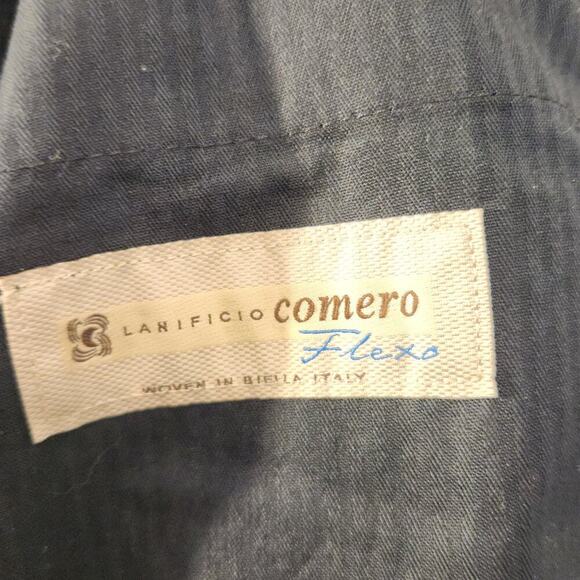 LANIFICIO comero
Flexo
WOVEN IN BIELLA ITALY